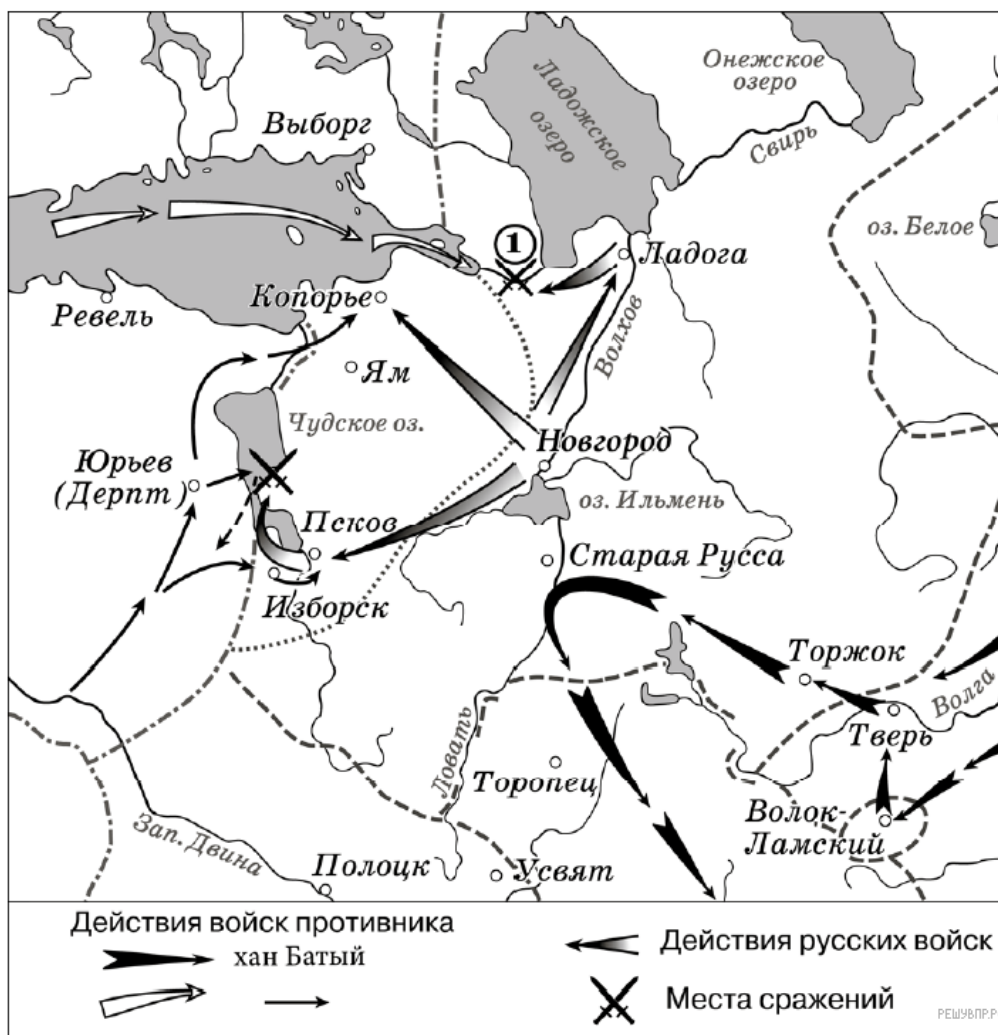 Онежское
озеро
Ладожское
озеро
Выборг
Свирь
оз. Белое
1
Ладога
Копорье
Ревель
Волхов
Ям
Чудское оз.
Новгород
Юрьев
(Дерпт)
оз. Ильмень
Псков
Старая Русса
Изборск
Торжок
Волга
Тверь
Ловать
Торопец
Волок-
Ламский
Зап. Двина
Полоцк
Усвят
Действия войск противника
хан Батый
Действия русских войск
Места сражений
РЕШУВПР.РФ